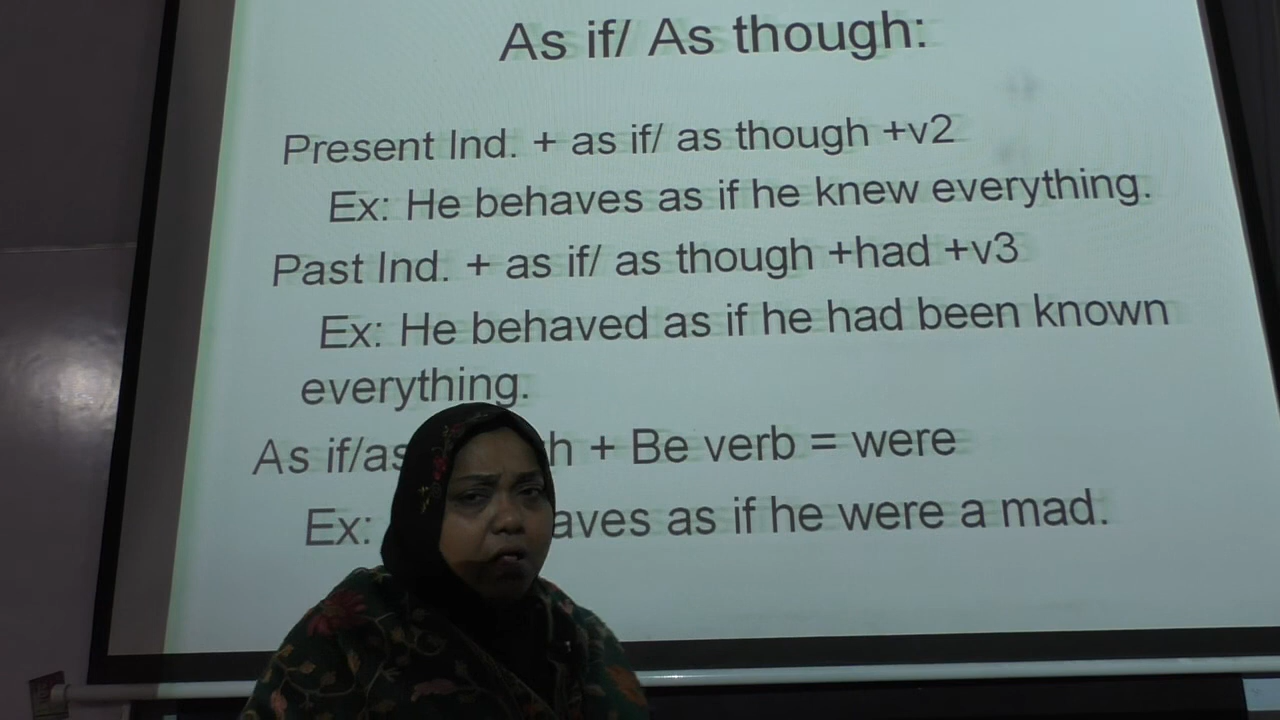 As if/ As though:
Present Ind. + as if/ as though +v2
Ex: He behaves as if he knew everything.
Past Ind. + as if/ as though +had +v3
Ex: He behaved as if he had been known
everything.
As if/as h + Be verb = were
Ex: aves as if he were a mad.